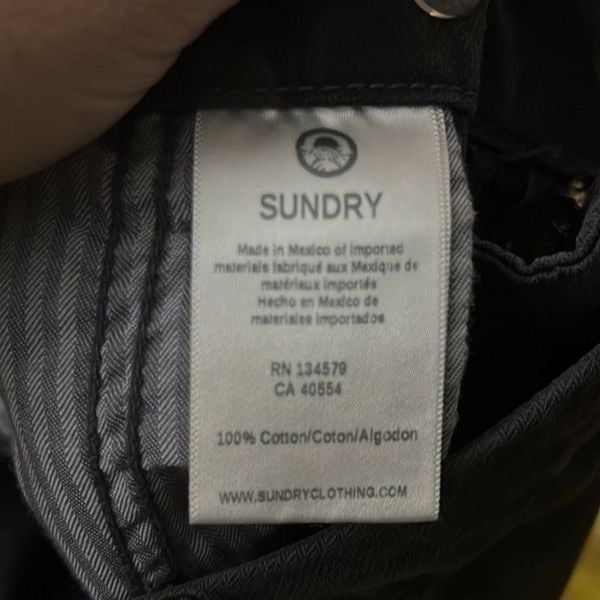 SUNDRY
Made in Mexico of Imported
materials fabriqué aux Mexique de
matériaux importés
Hecho en Mexico de
materiales importados
RN 134579
CA 40554
100% Cotton/Coton/Algodon
WWW.SUNDRYCLOTHING.COM